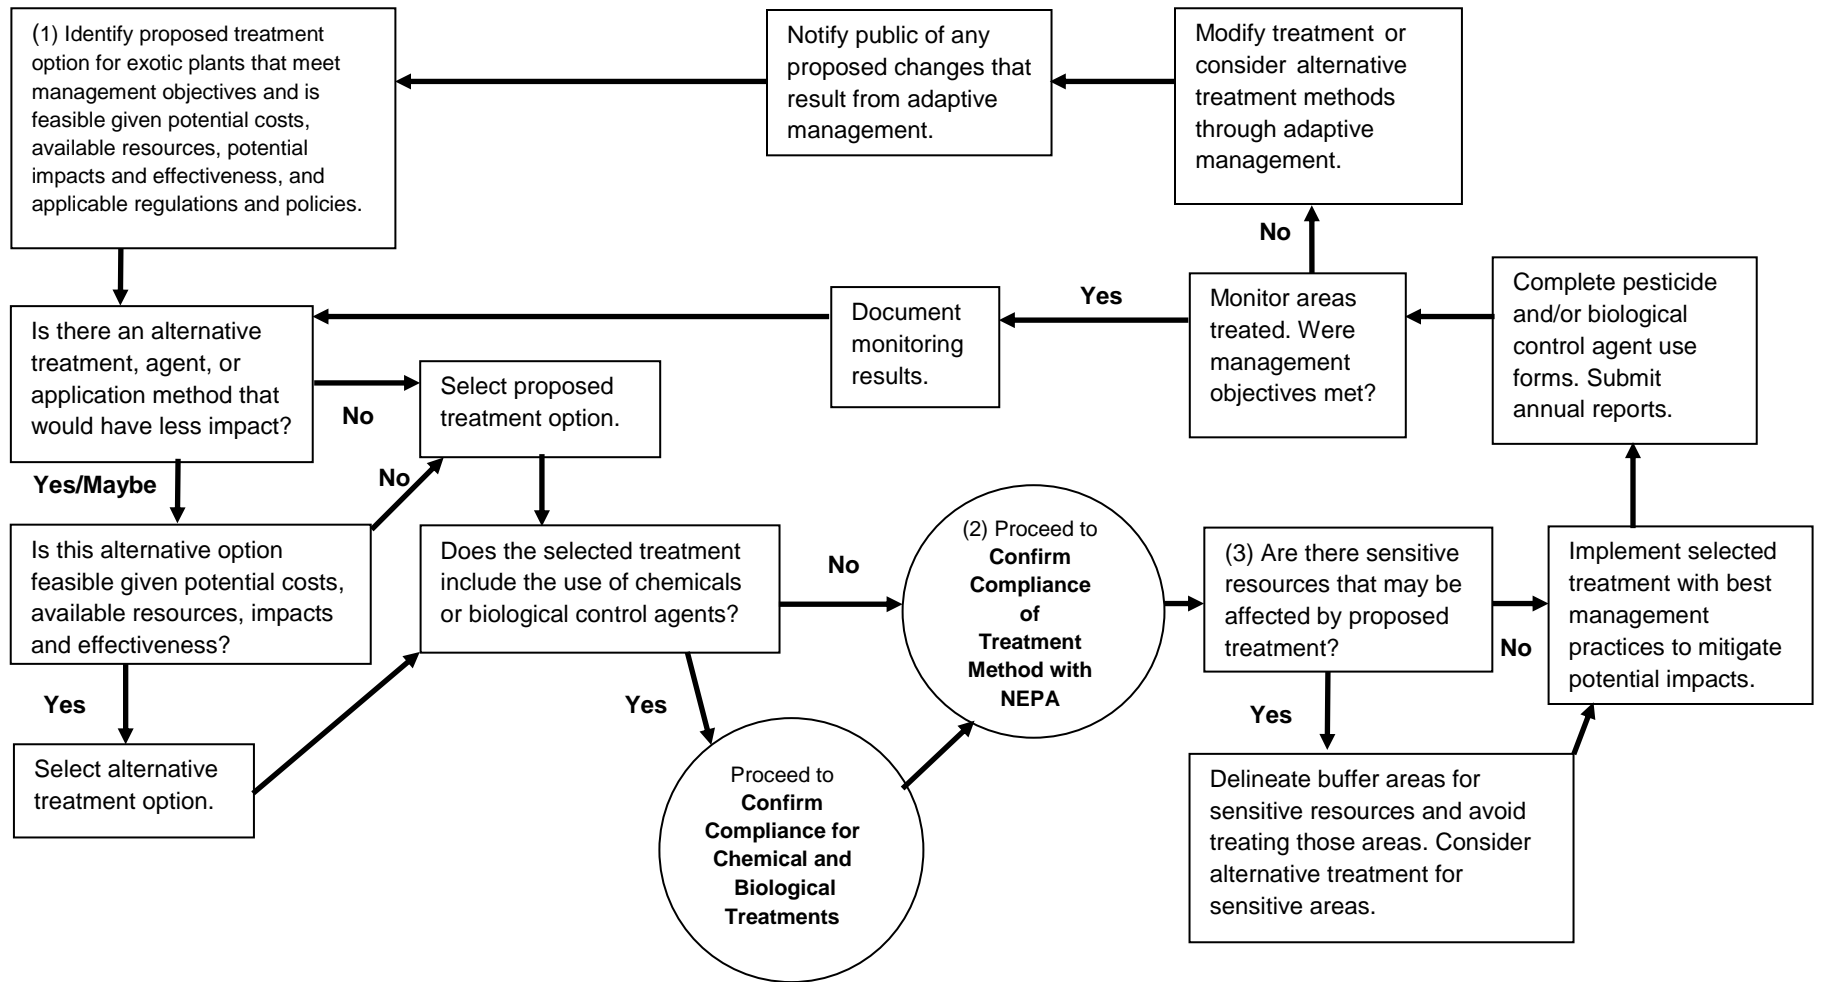 (1) Identify proposed treatment
option for exotic plants that meet
management objectives and is
feasible given potential costs,
available resources, potential
impacts and effectiveness, and
applicable regulations and policies.
Notify public of any
proposed changes that
result from adaptive
management.
Modify treatment or
consider alternative
treatment methods
through adaptive
management.
No
Is there an alternative
treatment, agent, or
application method that
would have less impact?
No
Yes/Maybe
Select proposed
treatment option.
No
Document
monitoring
results.
Yes
Monitor areas
treated. Were
management
objectives met?
Complete pesticide
and/or biological
control agent use
forms. Submit
annual reports.
Is this alternative option
feasible given potential costs,
available resources, impacts
and effectiveness?
Yes
Select alternative
treatment option.
Does the selected treatment
include the use of chemicals
or biological control agents?
No
Yes
Proceed to
Confirm
Compliance for
Chemical and
Biological
Treatments
(2) Proceed to
Confirm
Compliance
of
Treatment
Method with
NEPA
(3) Are there sensitive
resources that may be
affected by proposed
treatment?
No
Yes
Delineate buffer areas for
sensitive resources and avoid
treating those areas. Consider
alternative treatment for
sensitive areas.
Implement selected
treatment with best
management
practices to mitigate
potential impacts.